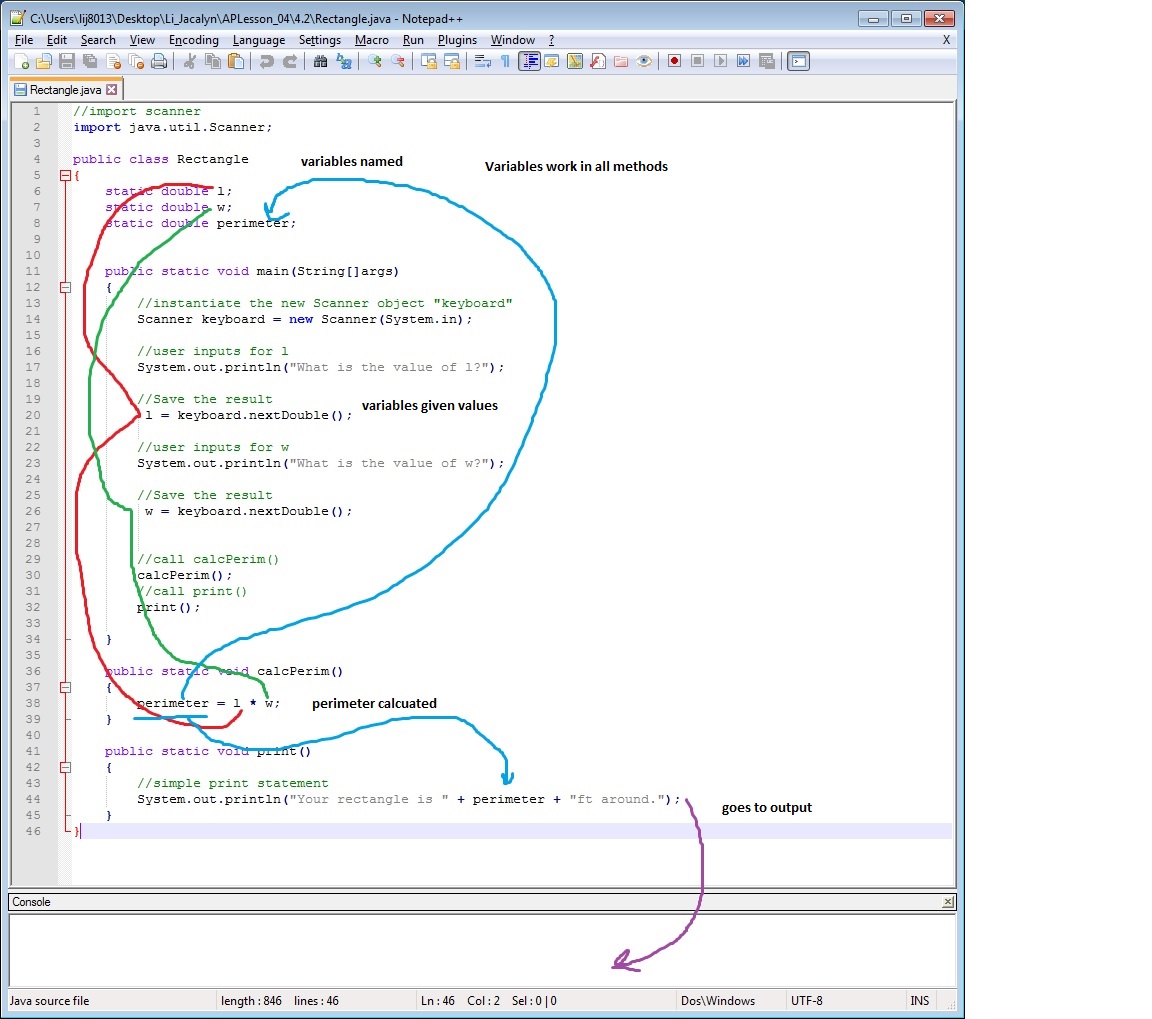 C:\Users\lij8013\Desktop\Li_Jacalyn\APLesson_04\4.2\Rectangle.java - Notepad++
File Edit Search View Encoding Language Settings Macro Run Plugins Window ? X
Rectangle.java
1 //import scanner
2 import java.util.Scanner;
3
4 public class Rectangle
variables named
Variables work in all methods
5 {
6 static double l;
7 static double w;
8 static double perimeter;
9
10
11 public static void main(String[]args)
12 {
13 //instantiate the new Scanner object "keyboard"
14 Scanner keyboard = new Scanner(System.in);
15
16 //user inputs for l
17 System.out.println("What is the value of l?");
18
19 //Save the result
20 l = keyboard.nextDouble();
variables given values
21
22 //user inputs for w
23 System.out.println("What is the value of w?");
24
25 //Save the result
26 w = keyboard.nextDouble();
27
28
29 //call calcPerim()
30 calcPerim();
31 //call print()
32 print();
33
34 }
35
36 public static void calcPerim()
37 {
38 perimeter = l * w;
perimeter calcuated
39 }
40
41 public static void print()
42 {
43 //simple print statement
44 System.out.println("Your rectangle is " + perimeter + "ft around.");
goes to output
45 }
46 }
Console
Java source file length : 846 lines : 46 Ln : 46 Col : 2 Sel : 0 | 0 Dos\Windows UTF-8 INS